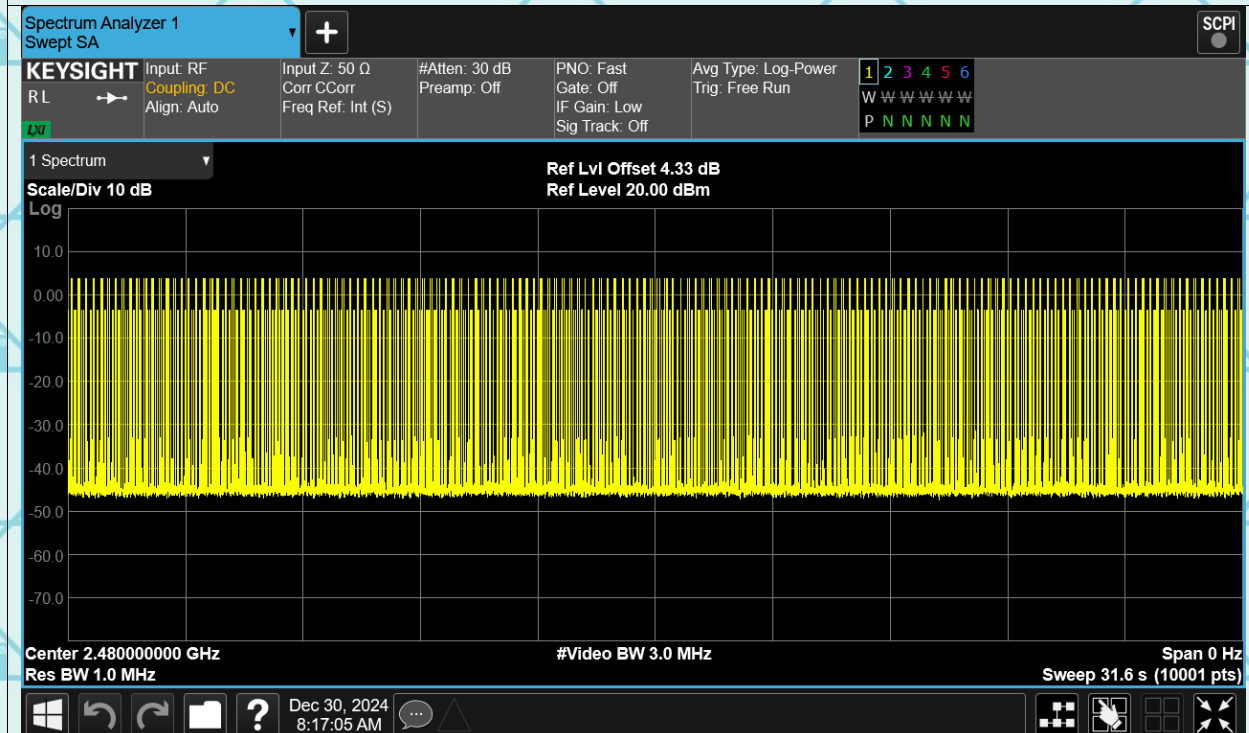 Spectrum Analyzer 1
Swept SA
SCPI
KEYSIGHT
RL
LXI
Input: RF
Coupling: DC
Align: Auto
Input Z: 50 Ω
Corr CCorr
Freq Ref: Int (S)
#Atten: 30 dB
Preamp: Off
PNO: Fast
Gate: Off
IF Gain: Low
Sig Track: Off
Avg Type: Log-Power
Trig: Free Run
1 2 3 4 5 6
W W W W W W
P N N N N N
1 Spectrum
Scale/Div 10 dB
Ref Lvl Offset 4.33 dB
Ref Level 20.00 dBm
Log
10.0
0.00
-10.0
-20.0
-30.0
-40.0
-50.0
-60.0
-70.0
Center 2.480000000 GHz
#Video BW 3.0 MHz
Span 0 Hz
Res BW 1.0 MHz
Sweep 31.6 s (10001 pts)
Dec 30, 2024
8:17:05 AM